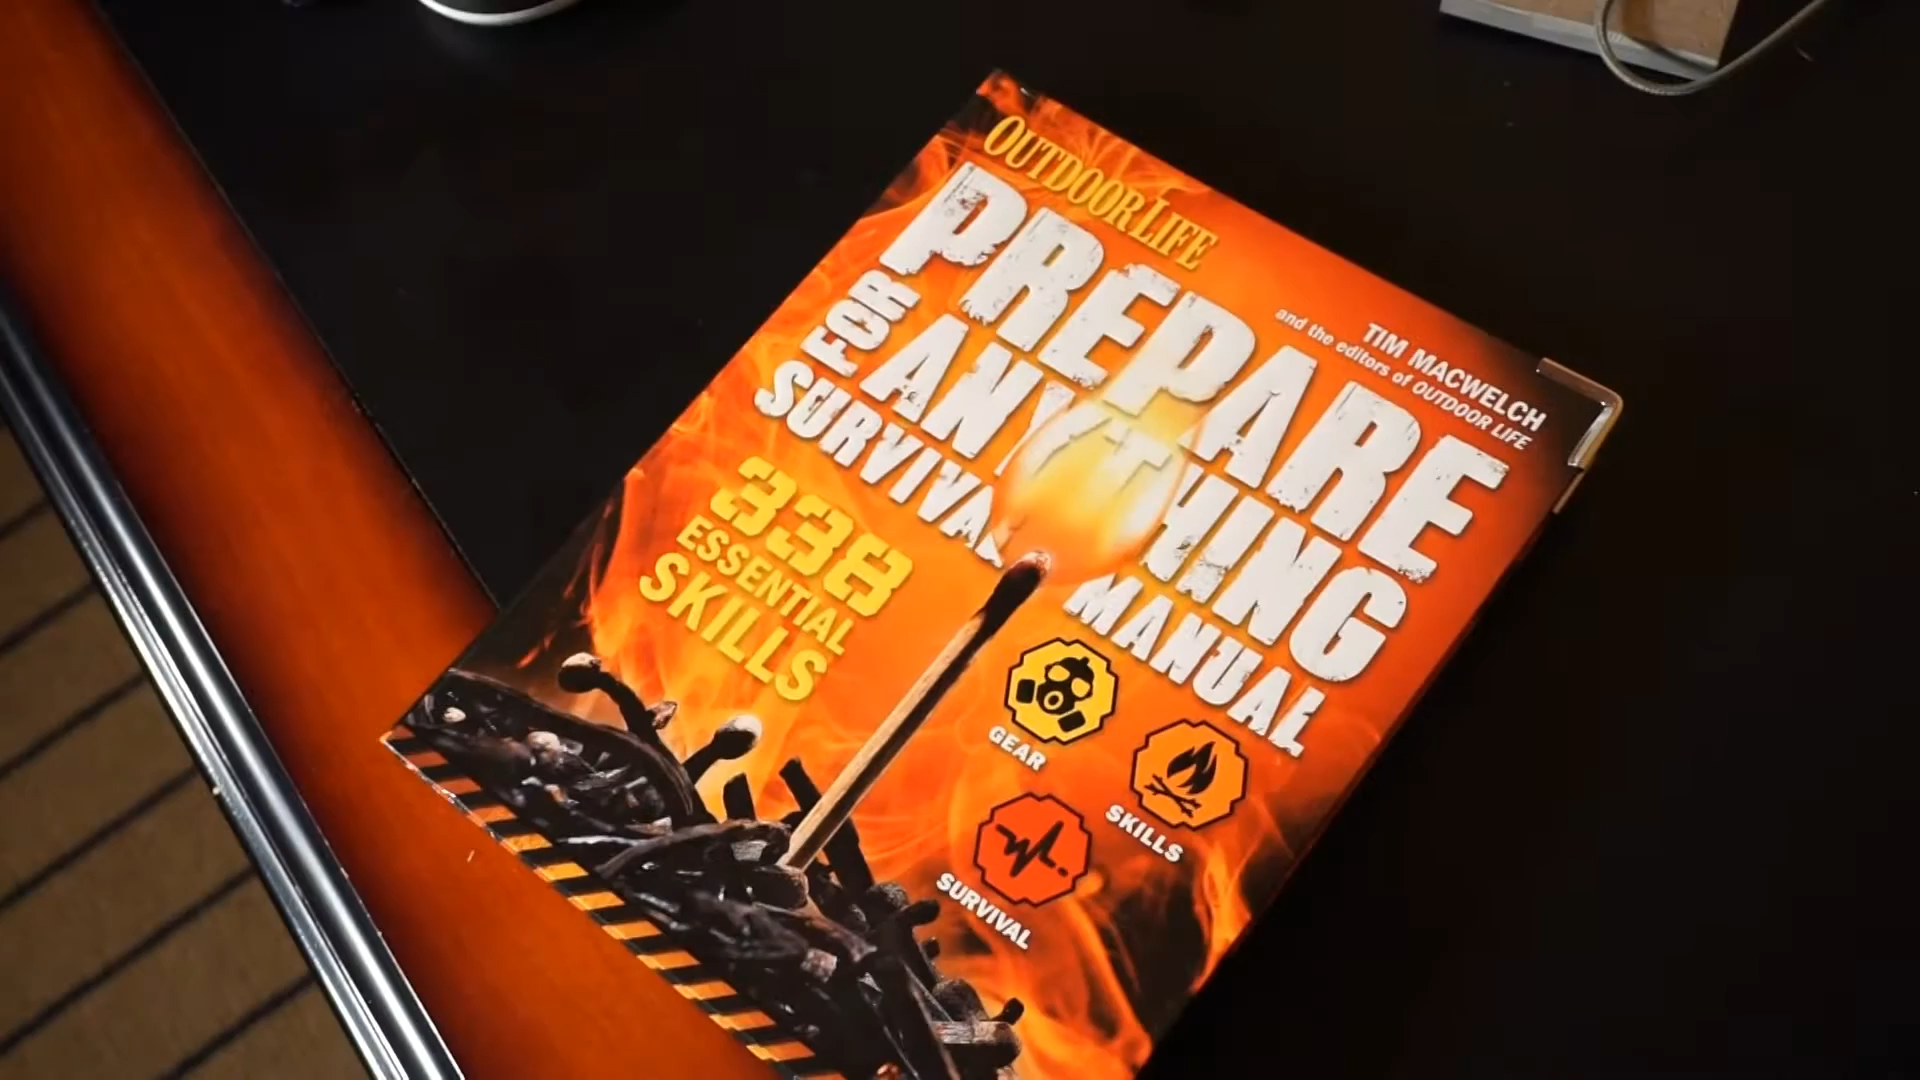 OUTDOOR LIFE
TIM MACWELCH
and the editors of OUTDOOR LIFE
PREPARE
FOR ANYTHING
SURVIVAL MANUAL
338
ESSENTIAL
SKILLS
GEAR
SKILLS
SURVIVAL